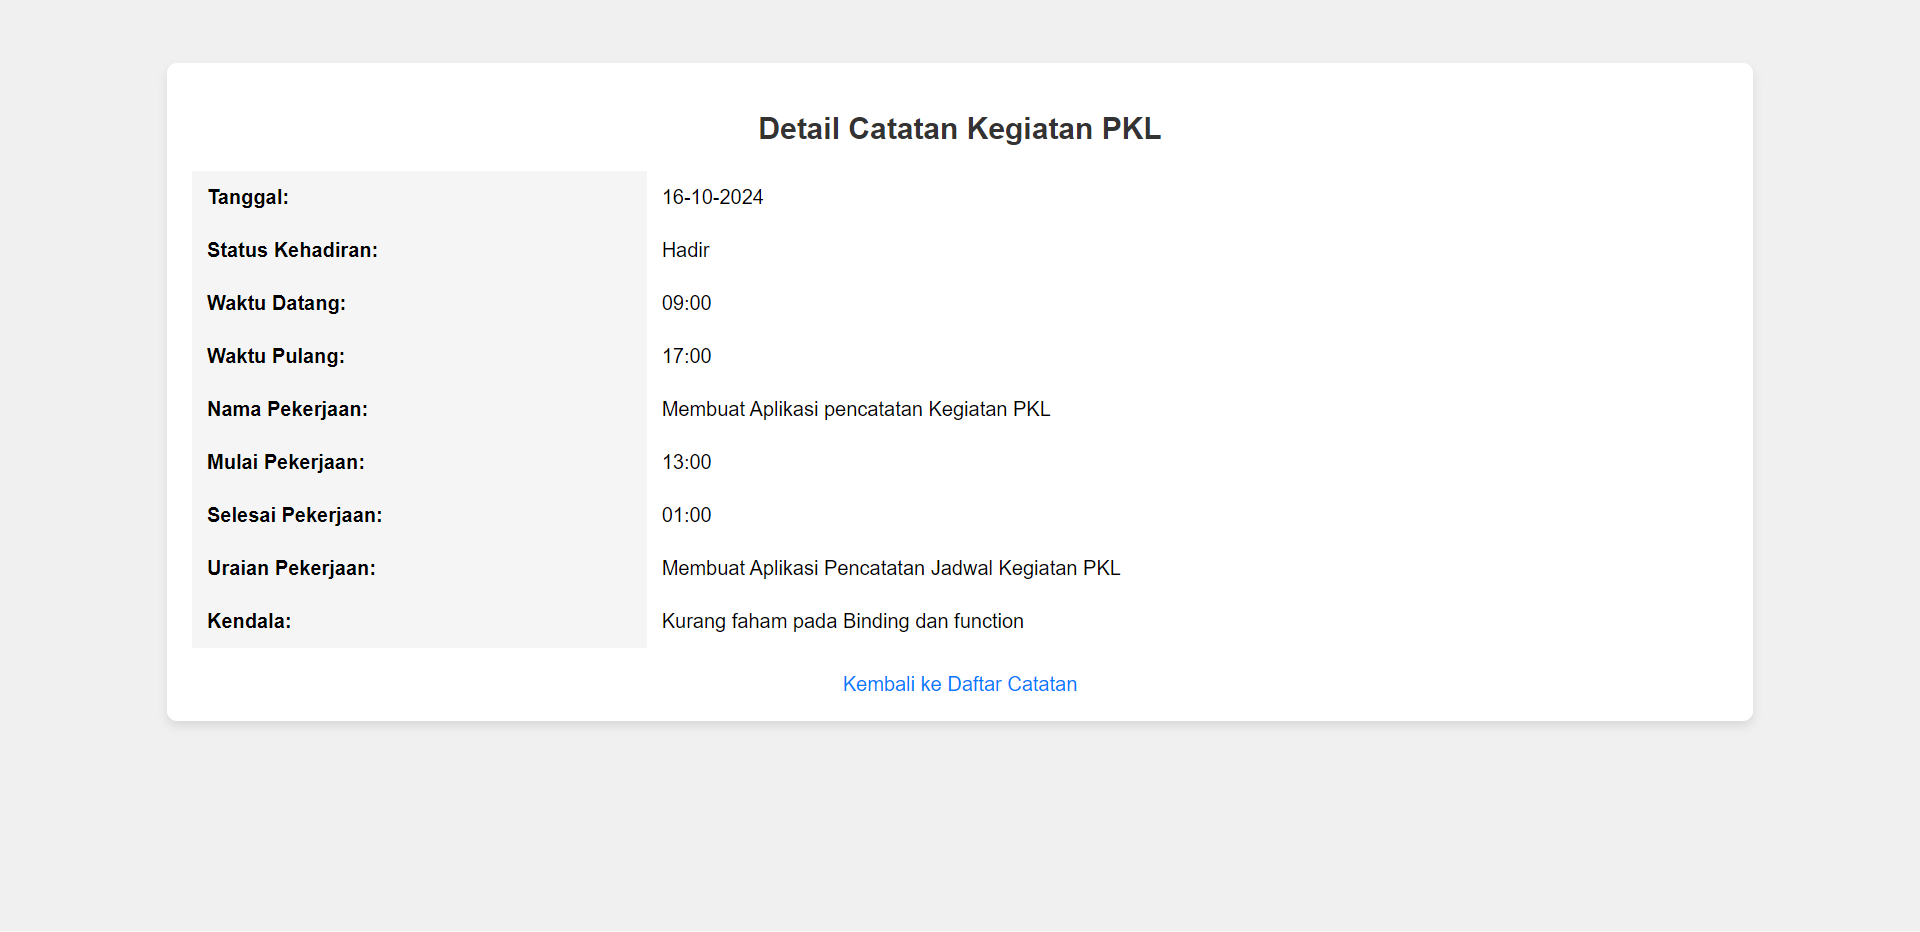 Detail Catatan Kegiatan PKL
Tanggal: 16-10-2024
Status Kehadiran: Hadir
Waktu Datang: 09:00
Waktu Pulang: 17:00
Nama Pekerjaan: Membuat Aplikasi pencatatan Kegiatan PKL
Mulai Pekerjaan: 13:00
Selesai Pekerjaan: 01:00
Uraian Pekerjaan: Membuat Aplikasi Pencatatan Jadwal Kegiatan PKL
Kendala: Kurang faham pada Binding dan function
Kembali ke Daftar Catatan